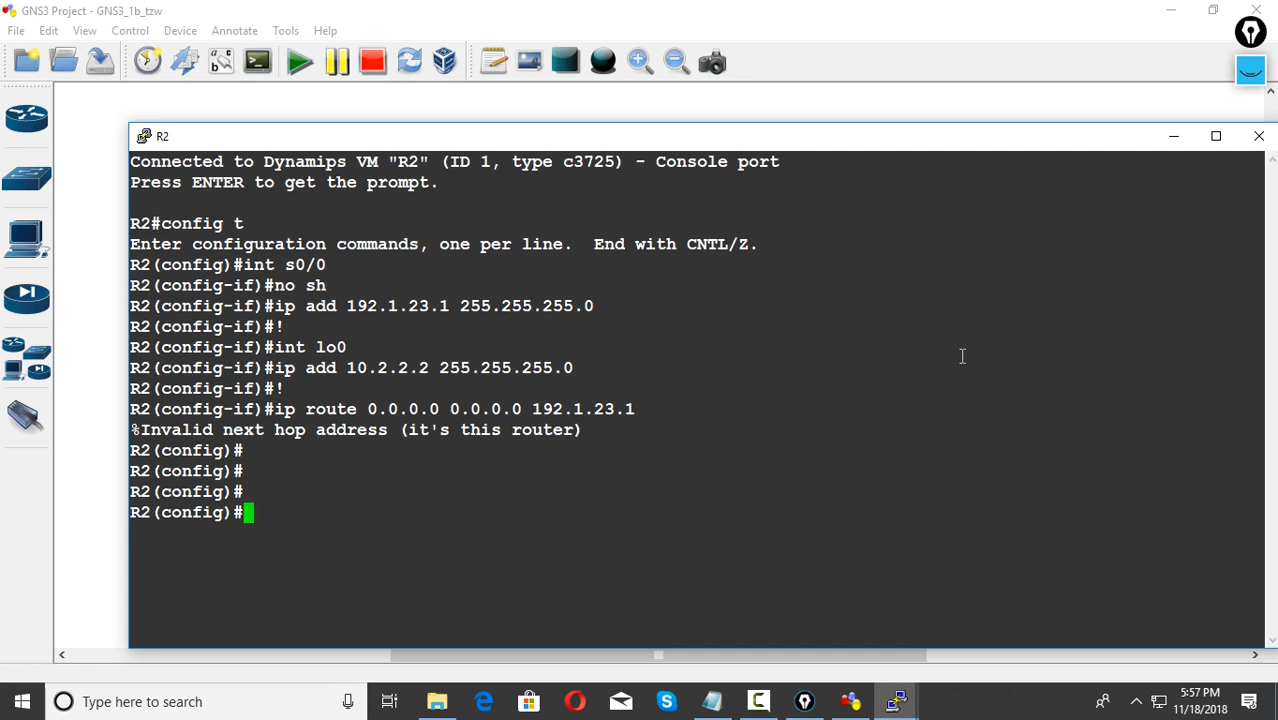 GNS3 Project - GNS3_1b_tzw
File Edit View Control Device Annotate Tools Help
R2
Connected to Dynamips VM "R2" (ID 1, type c3725) - Console port
Press ENTER to get the prompt.
R2#config t
Enter configuration commands, one per line.  End with CNTL/Z.
R2(config)#int s0/0
R2(config-if)#no sh
R2(config-if)#ip add 192.1.23.1 255.255.255.0
R2(config-if)#!
R2(config-if)#int lo0
R2(config-if)#ip add 10.2.2.2 255.255.255.0
R2(config-if)#!
R2(config-if)#ip route 0.0.0.0 0.0.0.0 192.1.23.1
%Invalid next hop address (it's this router)
R2(config)#
R2(config)#
R2(config)#
R2(config)#
Type here to search
5:57 PM
11/18/2018